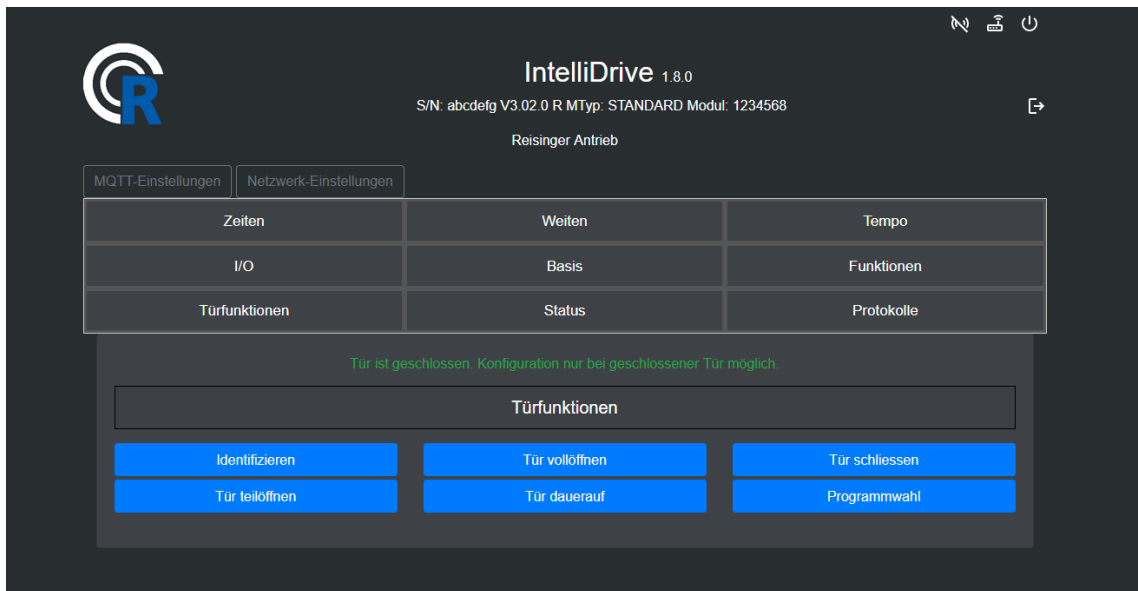 R
IntelliDrive 1.8.0
S/N: abcdefg V3.02.0 R MTyp: STANDARD Modul: 1234568
Reisinger Antrieb
MQTT-Einstellungen Netzwerk-Einstellungen
Zeiten Weiten Tempo
I/O Basis Funktionen
Türfunktionen Status Protokolle
Tür ist geschlossen. Konfiguration nur bei geschlossener Tür möglich.
Türfunktionen
Identifizieren Tür vollöffnen Tür schliessen
Tür teilöffnen Tür dauerauf Programmwahl